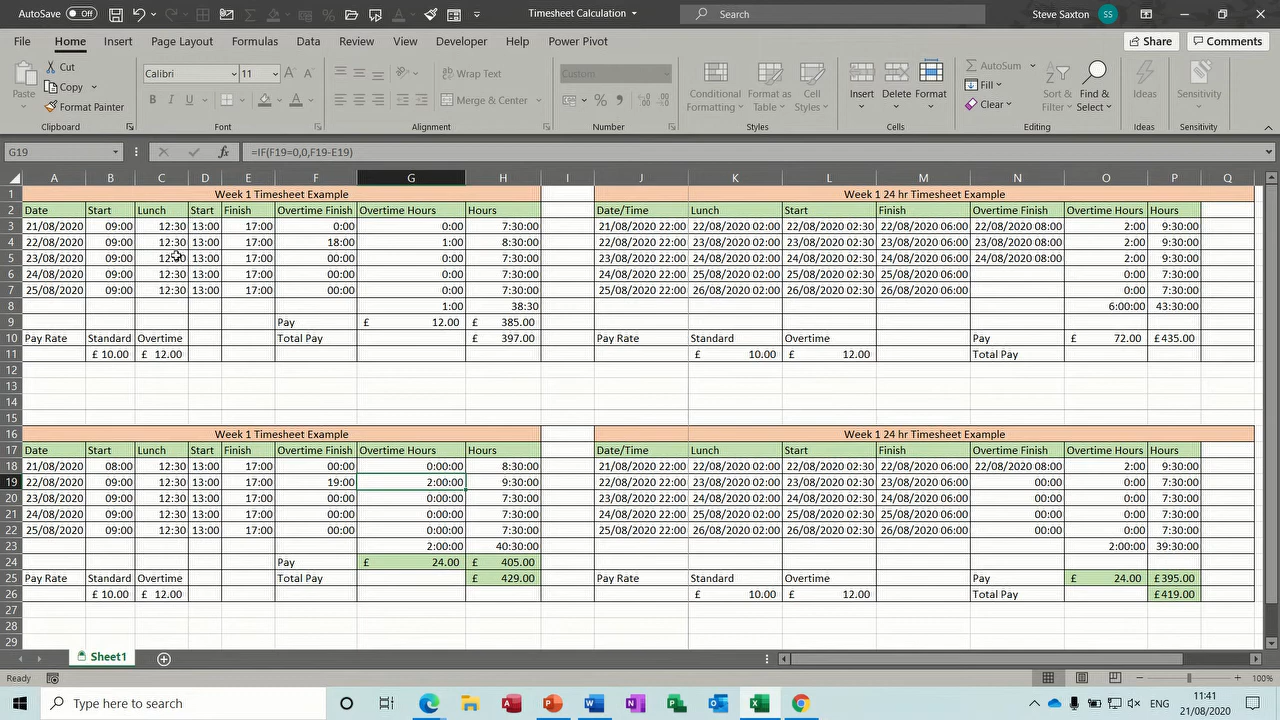 AutoSave Off Timesheet Calculation Search Steve Saxton SS
File Home Insert Page Layout Formulas Data Review View Developer Help Power Pivot Share Comments
Paste Cut Copy Format Painter Clipboard
Calibri 11 B I U Font
Wrap Text Merge & Center Alignment
Custom % Number
Conditional Formatting Format as Table Cell Styles Styles
Insert Delete Format Cells
AutoSum Fill Clear Sort & Filter Find & Select Editing
Ideas Ideas
Sensitivity Sensitivity
G19 fx =IF(F19=0,0,F19-E19)
A B C D E F G H I J K L M N O P Q
1 Week 1 Timesheet Example Week 1 24 hr Timesheet Example
2 Date Start Lunch Start Finish Overtime Finish Overtime Hours Hours Date/Time Lunch Start Finish Overtime Finish Overtime Hours Hours
3 21/08/2020 09:00 12:30 13:00 17:00 0:00 0:00 7:30:00 21/08/2020 22:00 22/08/2020 02:00 22/08/2020 02:30 22/08/2020 06:00 22/08/2020 08:00 2:00 9:30:00
4 22/08/2020 09:00 12:30 13:00 17:00 18:00 1:00 8:30:00 22/08/2020 22:00 23/08/2020 02:00 23/08/2020 02:30 23/08/2020 06:00 23/08/2020 08:00 2:00 9:30:00
5 23/08/2020 09:00 12:30 13:00 17:00 00:00 0:00 7:30:00 23/08/2020 22:00 24/08/2020 02:00 24/08/2020 02:30 24/08/2020 06:00 24/08/2020 08:00 2:00 9:30:00
6 24/08/2020 09:00 12:30 13:00 17:00 00:00 0:00 7:30:00 24/08/2020 22:00 25/08/2020 02:00 25/08/2020 02:30 25/08/2020 06:00 0:00 7:30:00
7 25/08/2020 09:00 12:30 13:00 17:00 00:00 0:00 7:30:00 25/08/2020 22:00 26/08/2020 02:00 26/08/2020 02:30 26/08/2020 06:00 0:00 7:30:00
8 1:00 38:30 6:00:00 43:30:00
9 Pay £ 12.00 £ 385.00
10 Pay Rate Standard Overtime Total Pay £ 397.00 Pay Rate Standard Overtime Pay £ 72.00 £435.00
11 £ 10.00 £ 12.00 £ 10.00 £ 12.00 Total Pay
12
13
14
15
16 Week 1 Timesheet Example Week 1 24 hr Timesheet Example
17 Date Start Lunch Start Finish Overtime Finish Overtime Hours Hours Date/Time Lunch Start Finish Overtime Finish Overtime Hours Hours
18 21/08/2020 08:00 12:30 13:00 17:00 00:00 0:00:00 8:30:00 21/08/2020 22:00 22/08/2020 02:00 22/08/2020 02:30 22/08/2020 06:00 22/08/2020 08:00 2:00 9:30:00
19 22/08/2020 09:00 12:30 13:00 17:00 19:00 2:00:00 9:30:00 22/08/2020 22:00 23/08/2020 02:00 23/08/2020 02:30 23/08/2020 06:00 00:00 0:00 7:30:00
20 23/08/2020 09:00 12:30 13:00 17:00 00:00 0:00:00 7:30:00 23/08/2020 22:00 24/08/2020 02:00 24/08/2020 02:30 24/08/2020 06:00 00:00 0:00 7:30:00
21 24/08/2020 09:00 12:30 13:00 17:00 00:00 0:00:00 7:30:00 24/08/2020 22:00 25/08/2020 02:00 25/08/2020 02:30 25/08/2020 06:00 00:00 0:00 7:30:00
22 25/08/2020 09:00 12:30 13:00 17:00 00:00 0:00:00 7:30:00 25/08/2020 22:00 26/08/2020 02:00 26/08/2020 02:30 26/08/2020 06:00 00:00 0:00 7:30:00
23 2:00:00 40:30:00 2:00:00 39:30:00
24 Pay £ 24.00 £ 405.00
25 Pay Rate Standard Overtime Total Pay £ 429.00 Pay Rate Standard Overtime Pay £ 24.00 £395.00
26 £ 10.00 £ 12.00 £ 10.00 £ 12.00 Total Pay £419.00
27
28
29
Sheet1
Ready 100%
Type here to search ENG 11:41
21/08/2020